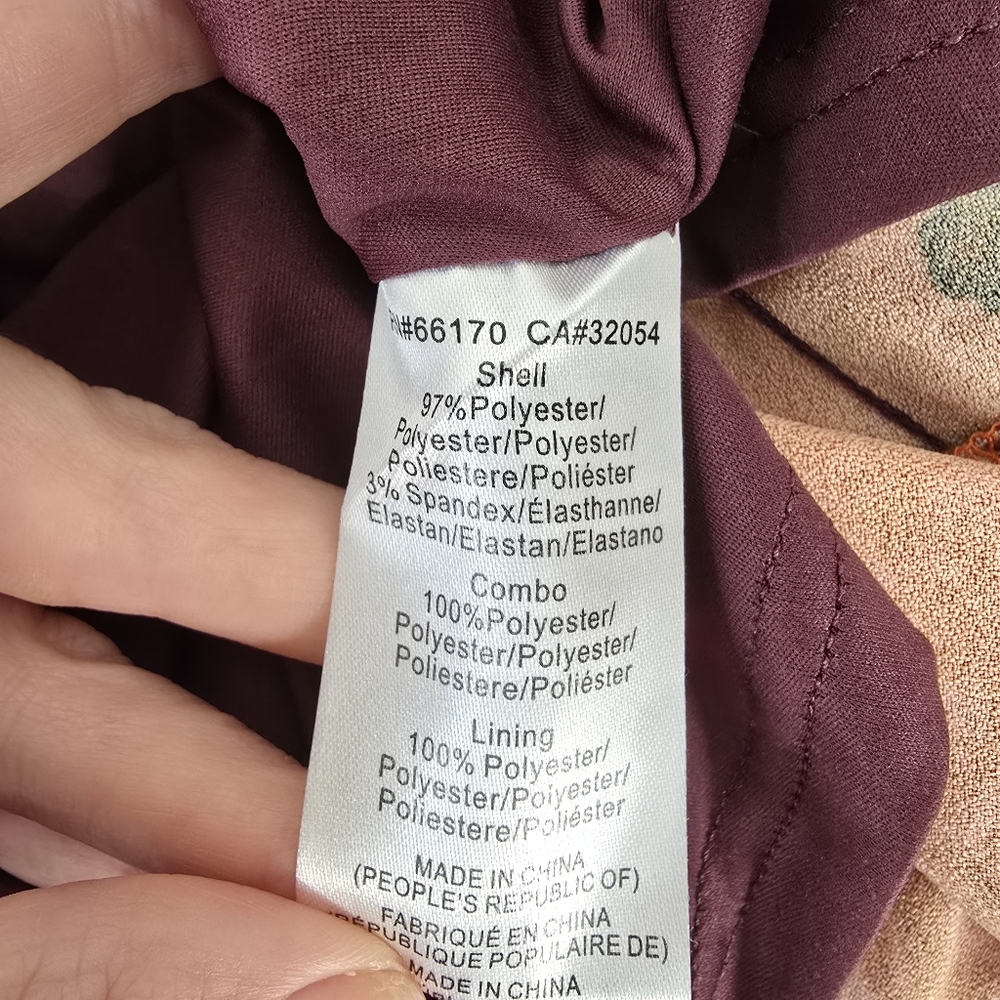 #66170 CA#32054
Shell
97%Polyester/
Polyester/Polyester/
Poliestere/Poliéster
3% Spandex/Élasthanne/
Elastan/Elastan/Elastano
Combo
100%Polyester/
Polyester/Polyester/
Poliestere/Poliéster
Lining
100% Polyester/
Polyester/Polyester/
Poliestere/Poliéster
MADE IN CHINA
(PEOPLE'S REPUBLIC OF)
FABRIQUÉ EN CHINA
RÉPUBLIQUE POPULAIRE DE)
MADE IN CHINA